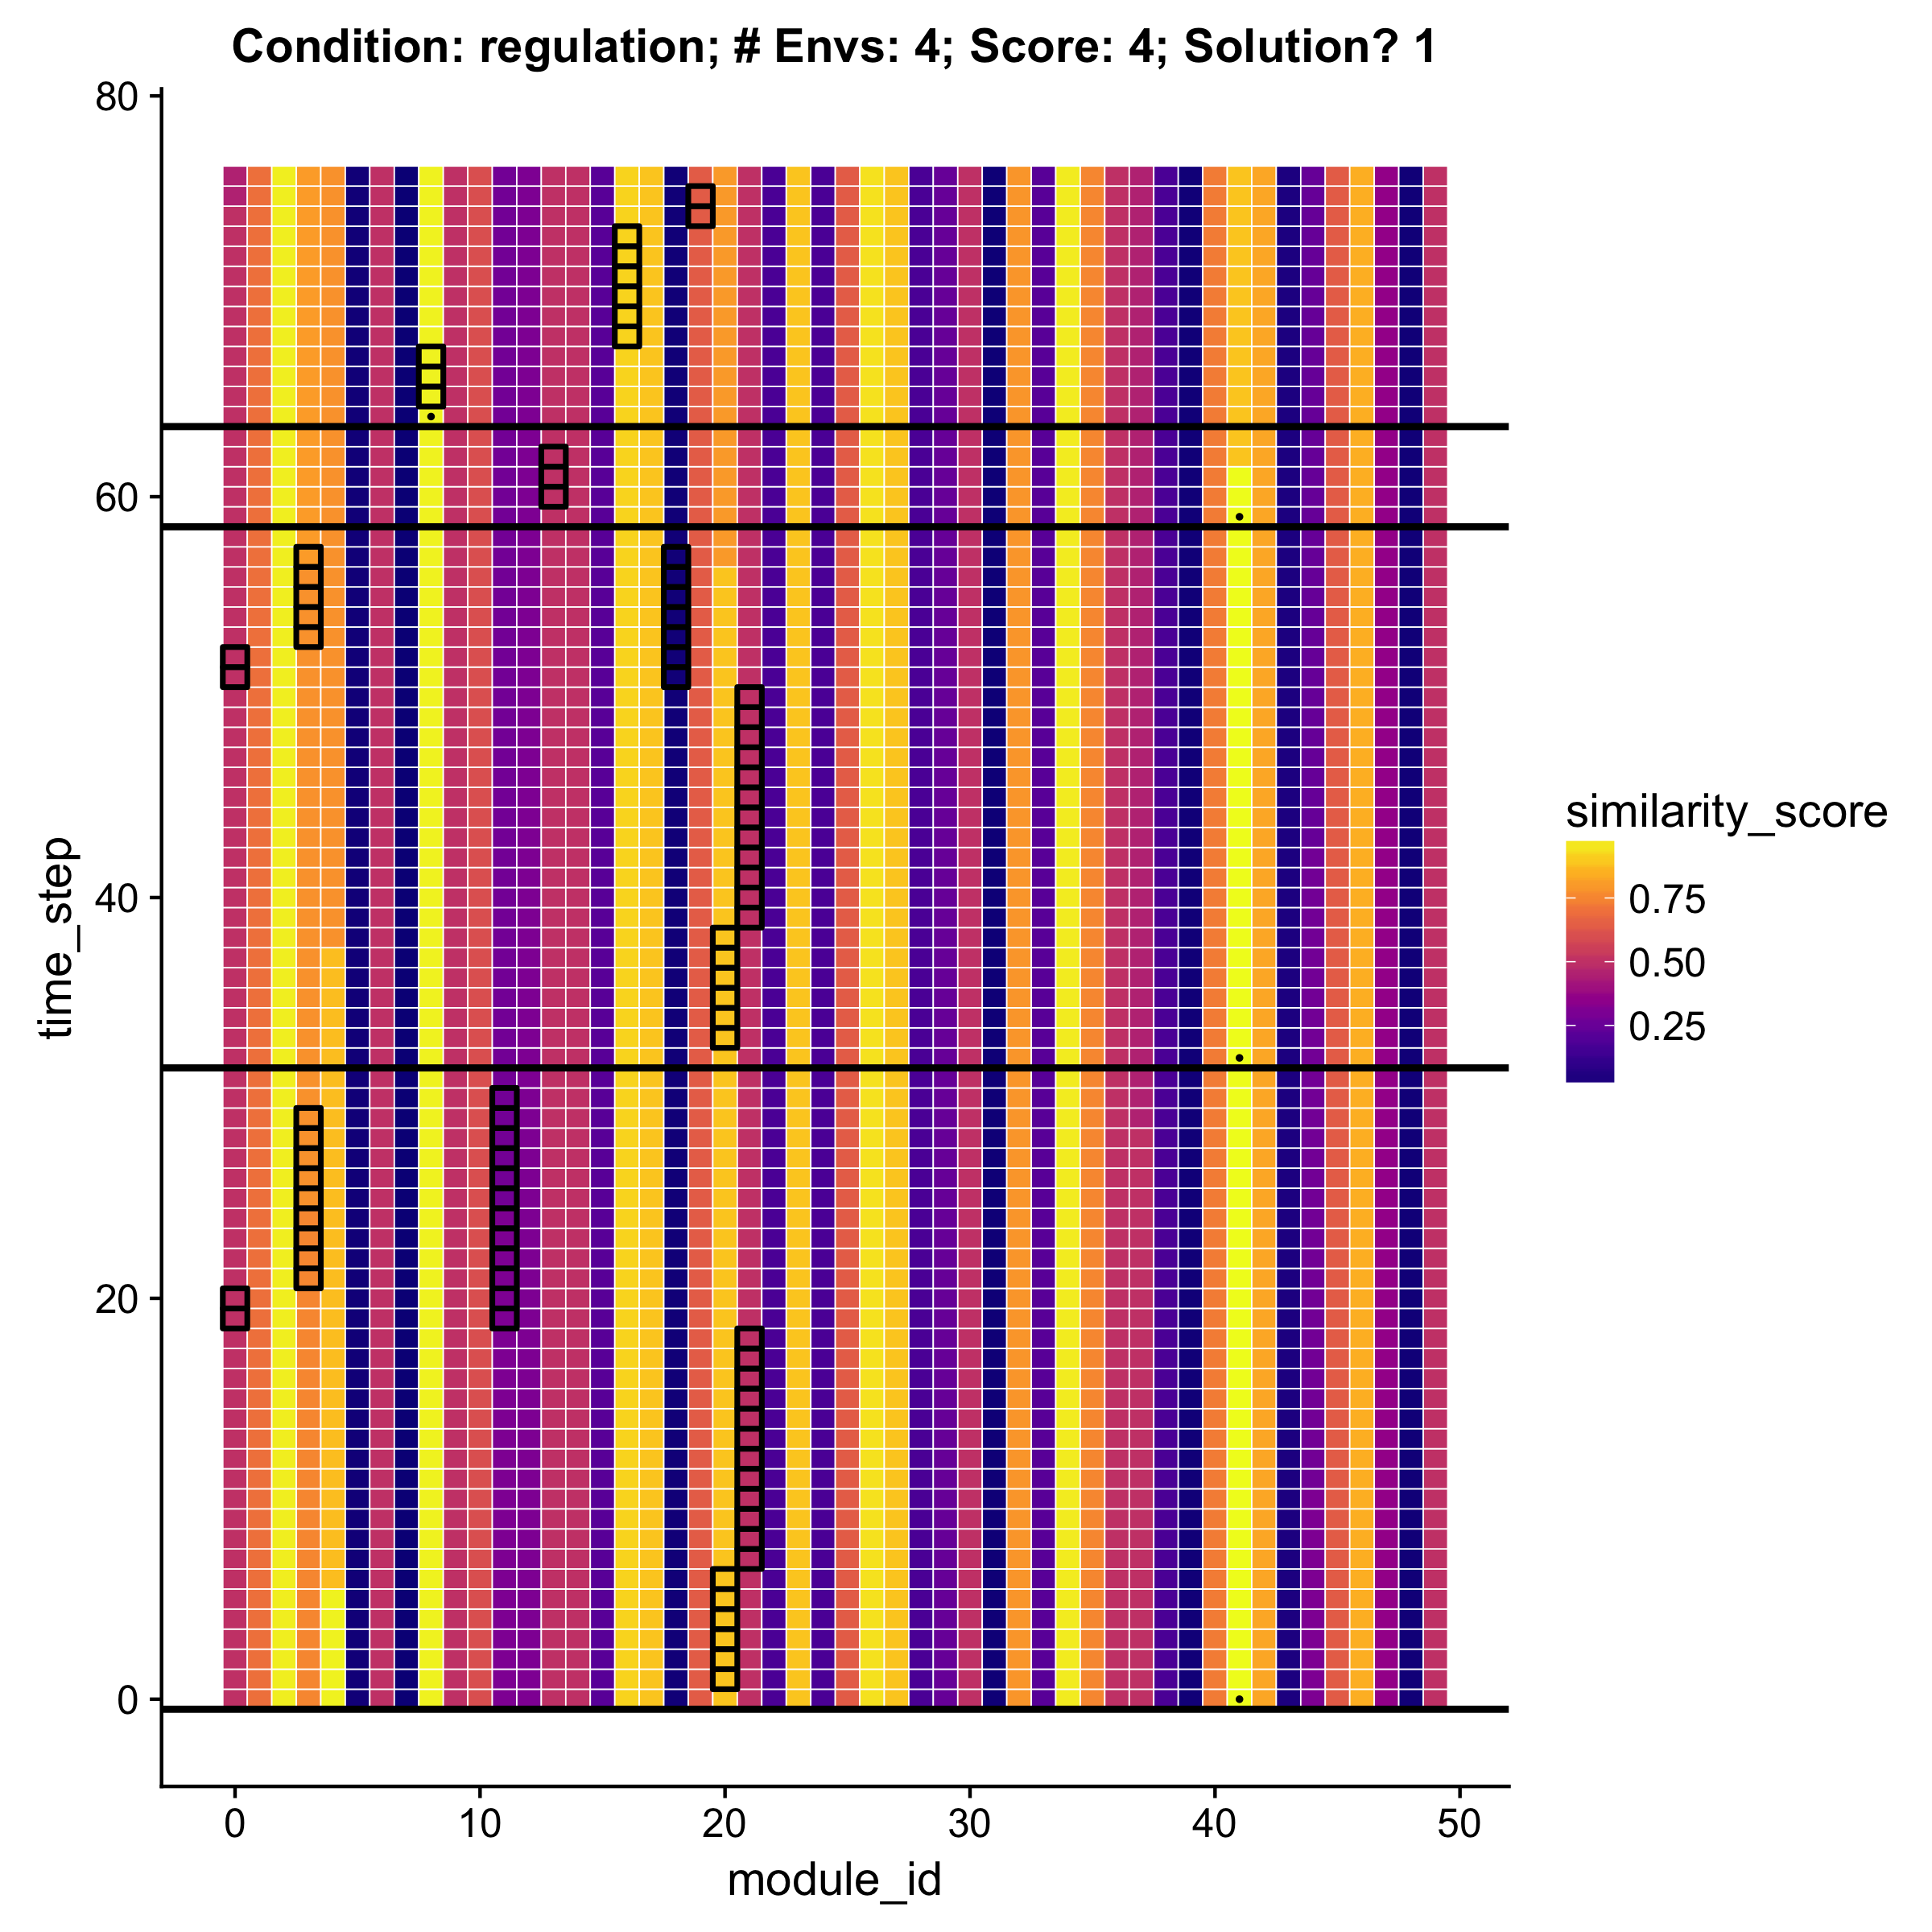 Condition: regulation; # Envs: 4; Score: 4; Solution? 1
80
60
40
20
0
time_step
0 10 20 30 40 50
module_id
similarity_score
0.75
0.50
0.25